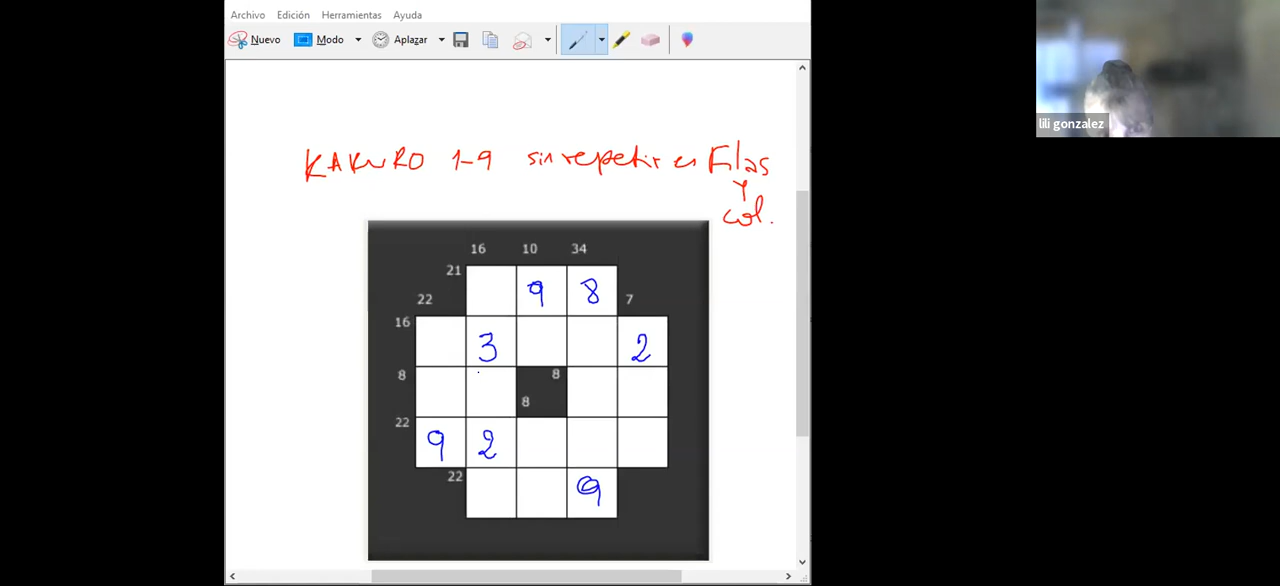 Archivo Edición Herramientas Ayuda
Nuevo Modo Aplazar
lili gonzalez
KAKURO 1-9 sin repetir en Filas
y
col.
16 10 34
21 9 8
22 7
16 3 2
8 8
8
22 9 2
22 9